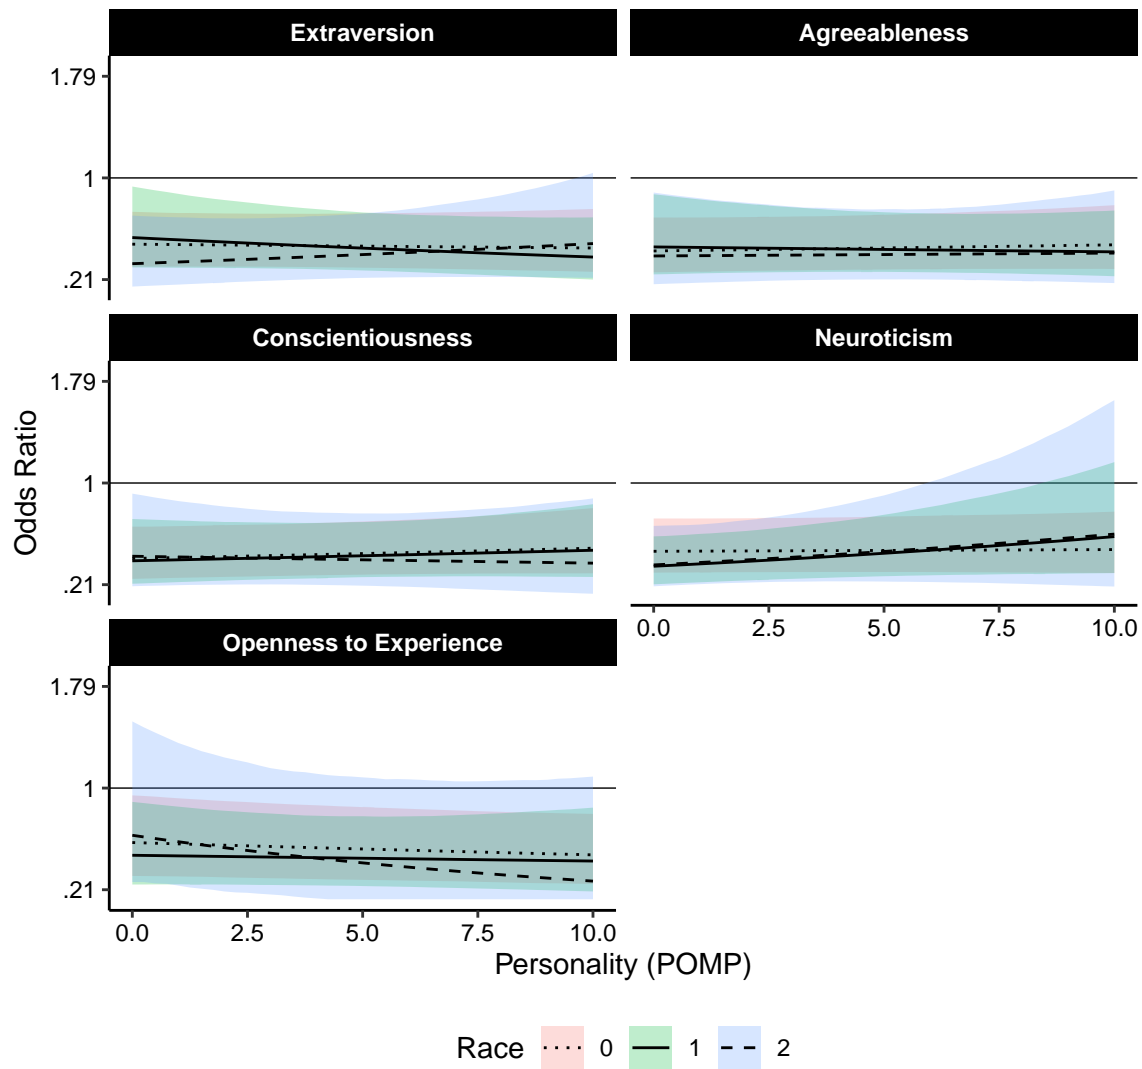 Extraversion
Agreeableness
1.79
1
.21
Conscientiousness
Neuroticism
1.79
1
.21
0.0 2.5 5.0 7.5 10.0
Openness to Experience
1.79
1
.21
0.0 2.5 5.0 7.5 10.0
Odds Ratio
Personality (POMP)
Race 0 1 2